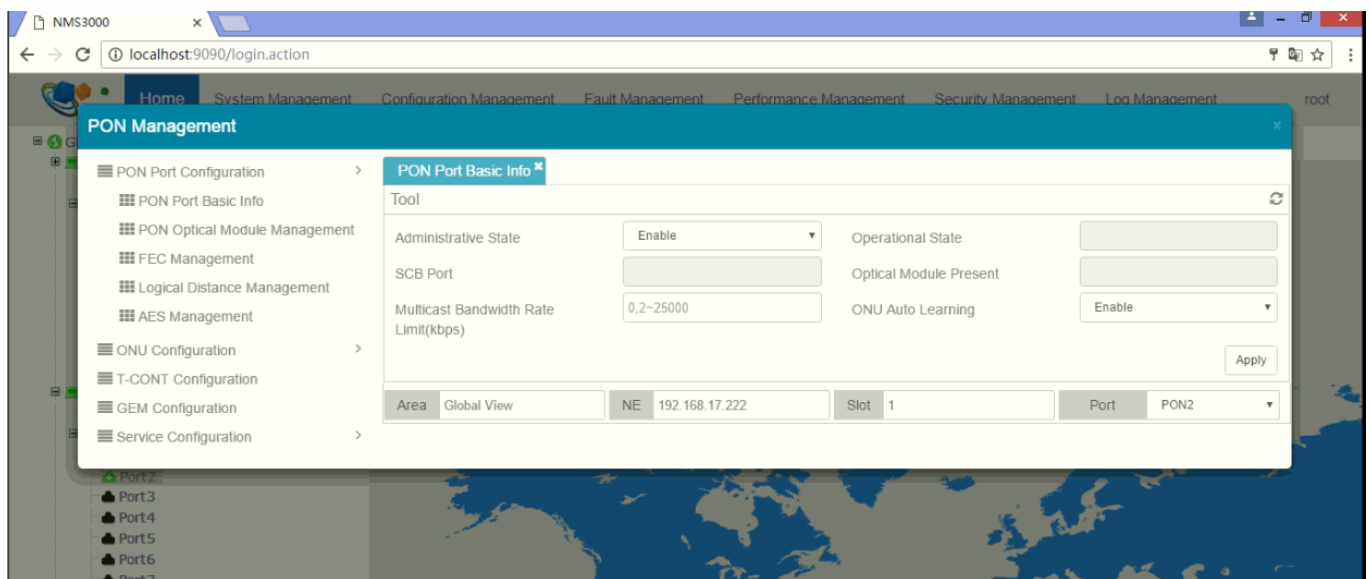 NMS3000
localhost:9090/login.action
Home System Management Configuration Management Fault Management Performance Management Security Management Log Management root
PON Management
PON Port Configuration
PON Port Basic Info
PON Optical Module Management
FEC Management
Logical Distance Management
AES Management
ONU Configuration
T-CONT Configuration
GEM Configuration
Service Configuration
PON Port Basic Info
Tool
Administrative State Enable Operational State
SCB Port Optical Module Present
Multicast Bandwidth Rate 0,2~25000 ONU Auto Learning Enable
Limit(kbps)
Apply
Area Global View NE 192.168.17.222 Slot 1 Port PON2
Port2
Port3
Port4
Port5
Port6